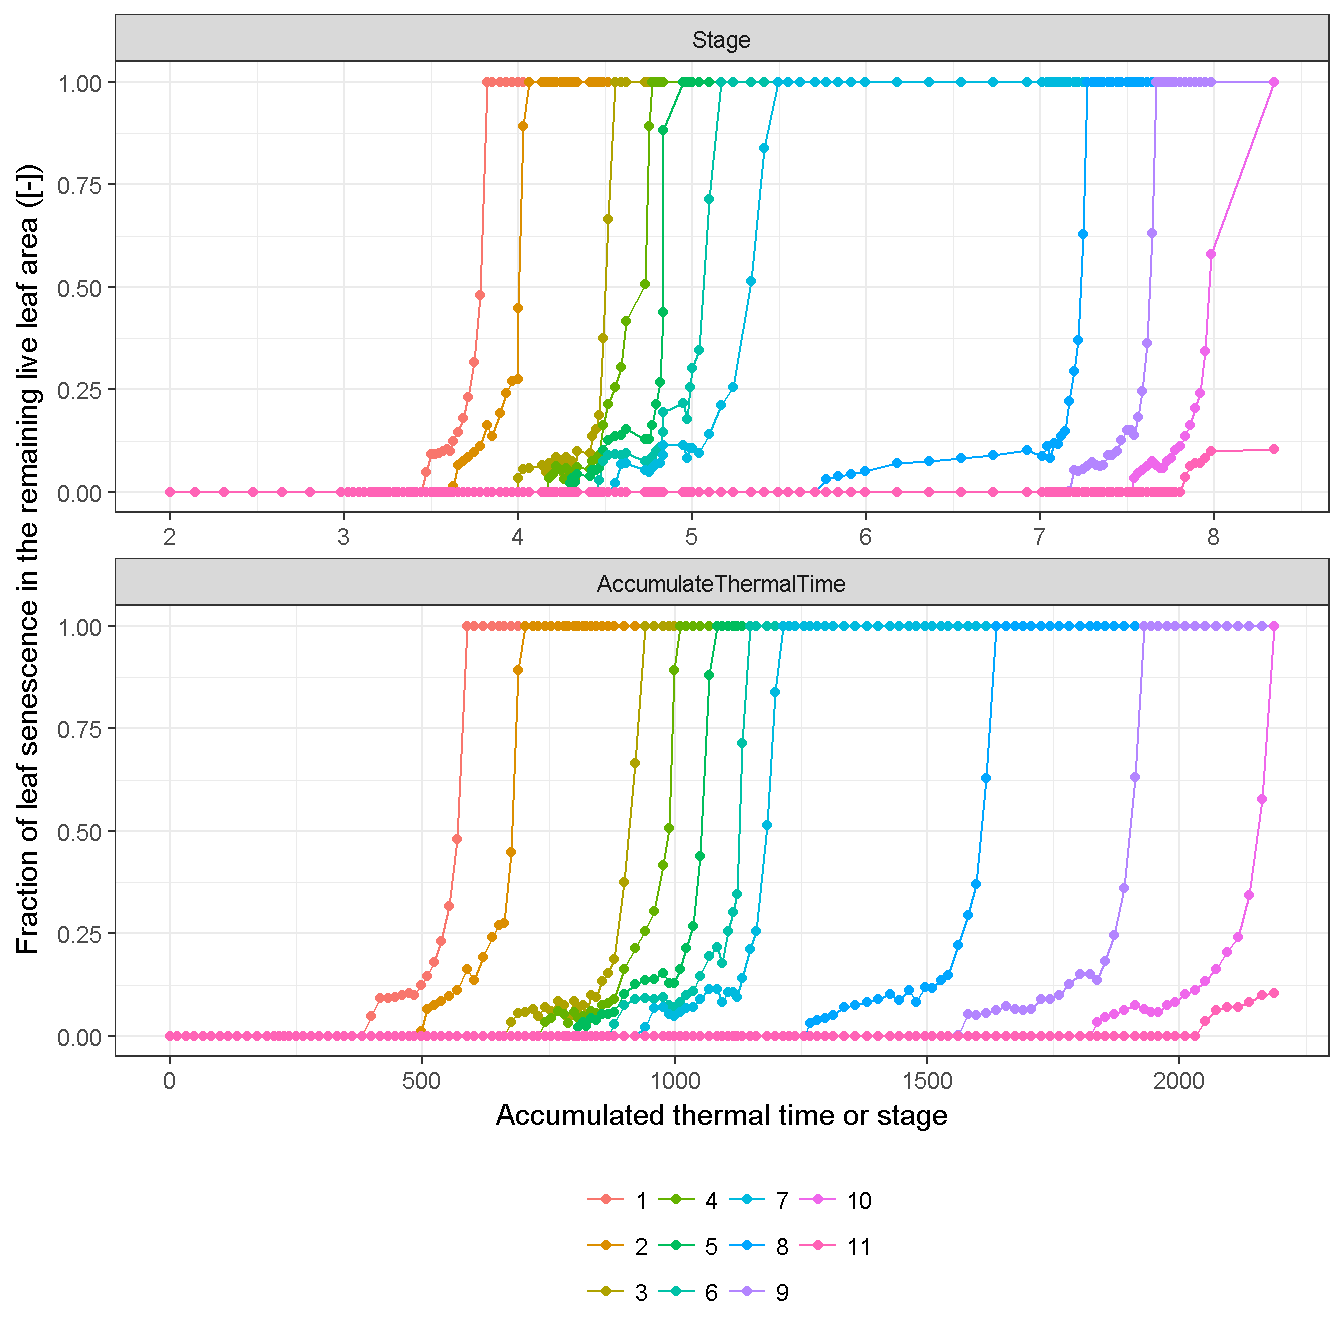 Stage
1.00
0.75
0.50
0.25
0.00
2 3 4 5 6 7 8
AccumulateThermalTime
1.00
0.75
0.50
0.25
0.00
0 500 1000 1500 2000
Accumulated thermal time or stage
Fraction of leaf senescence in the remaining live leaf area ([-])
1 4 7 10
2 5 8 11
3 6 9